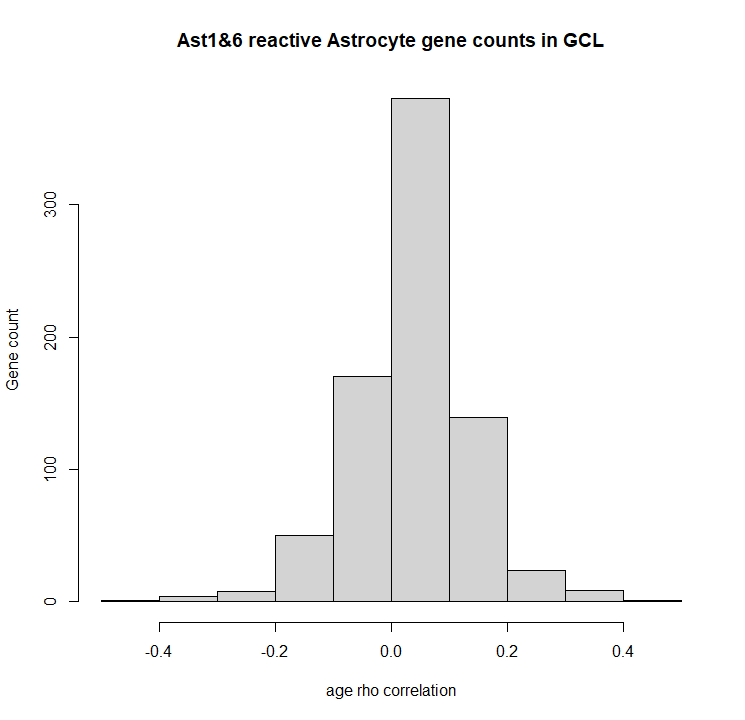 Ast1&6 reactive Astrocyte gene counts in GCL
300
200
100
0
Gene count
-0.4 -0.2 0.0 0.2 0.4
age rho correlation